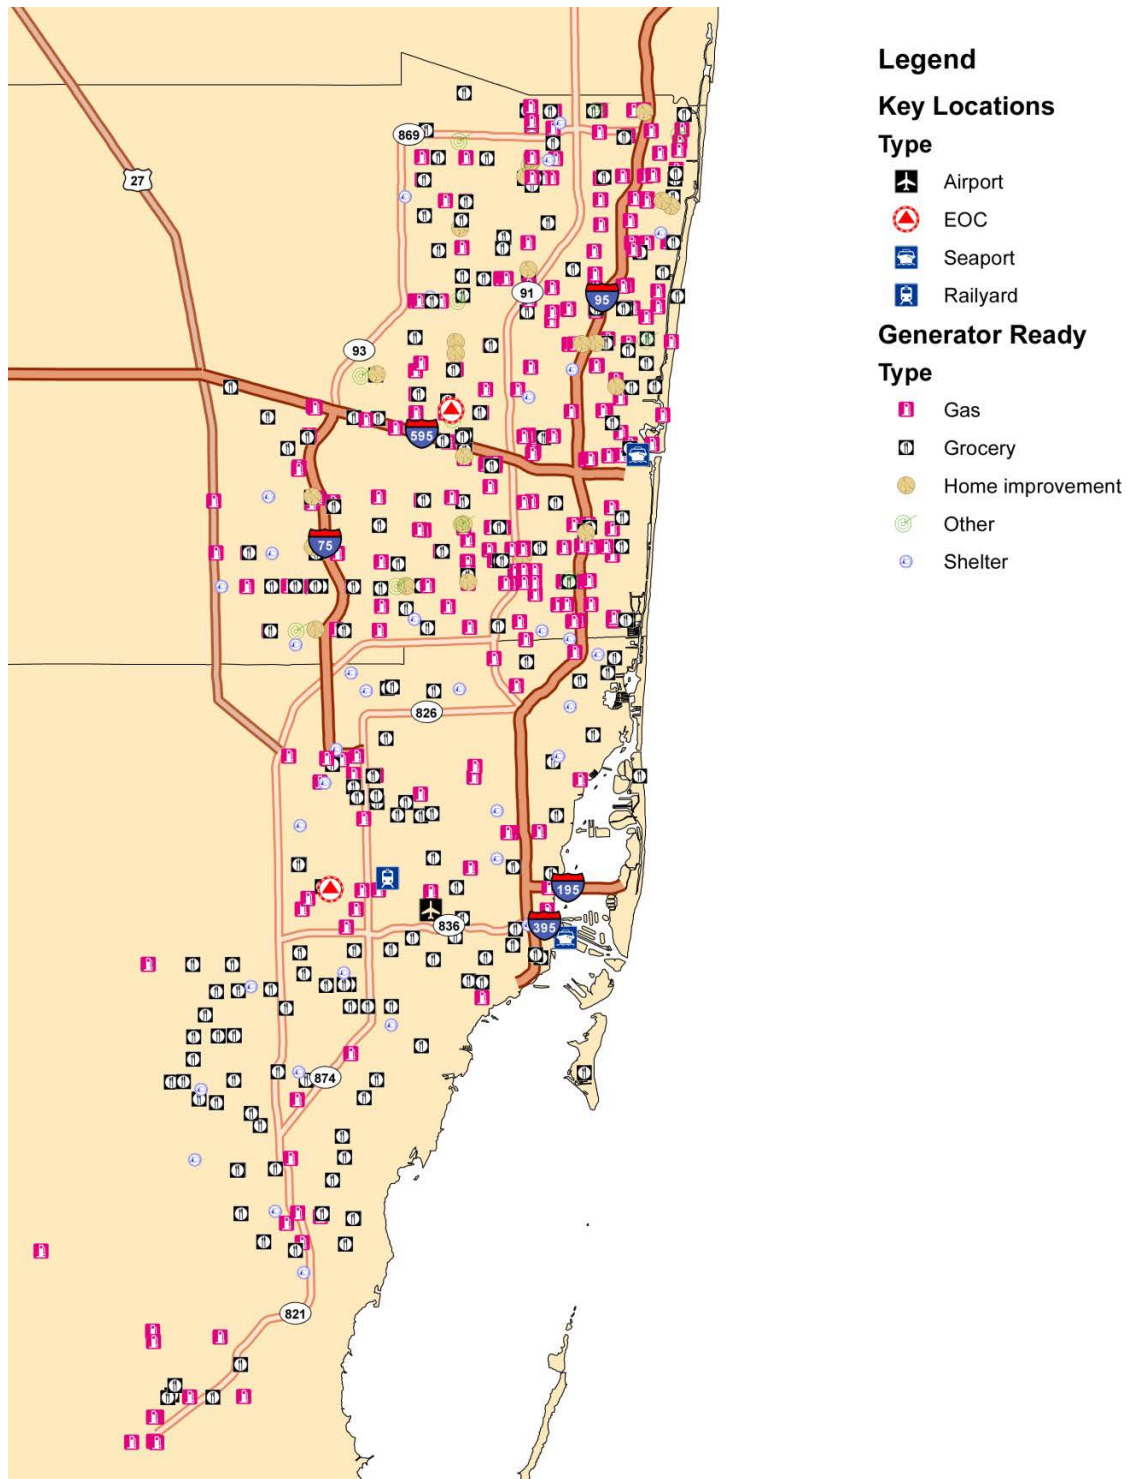 Legend
Key Locations
Type
Airport
EOC
Seaport
Railyard
Generator Ready
Type
Gas
Grocery
Home improvement
Other
Shelter
869
27
91
95
93
595
75
826
195
836
395
874
821